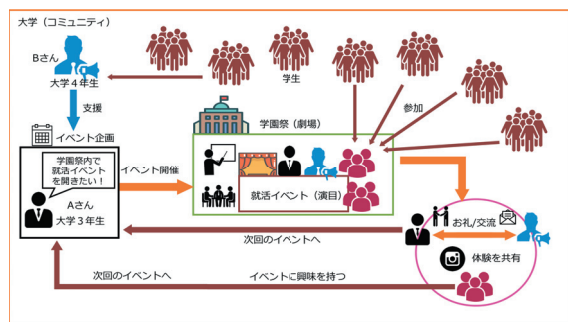 大学（コミュニティ）
Bさん
大学４年生
学生
支援
学園祭（劇場）
参加
イベント企画
学園祭内で
就活イベント
を開きたい！
イベント開催
Aさん
大学３年生
就活イベント（演目）
次回のイベントへ
お礼/交流
体験を共有
次回のイベントへ
イベントに興味を持つ